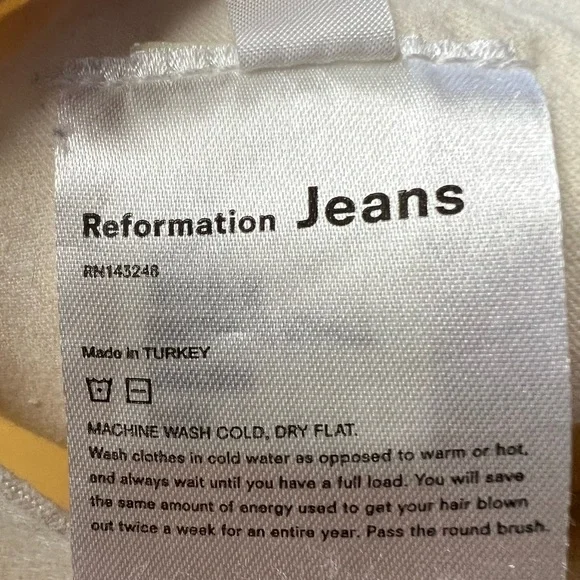 Reformation Jeans
RN143246
Made in TURKEY
MACHINE WASH COLD, DRY FLAT.
Wash clothes in cold water as opposed to warm or hot,
and always wait until you have a full load. You will save
the same amount of energy used to get your hair blown
out twice a week for an entire year. Pass the round brush.